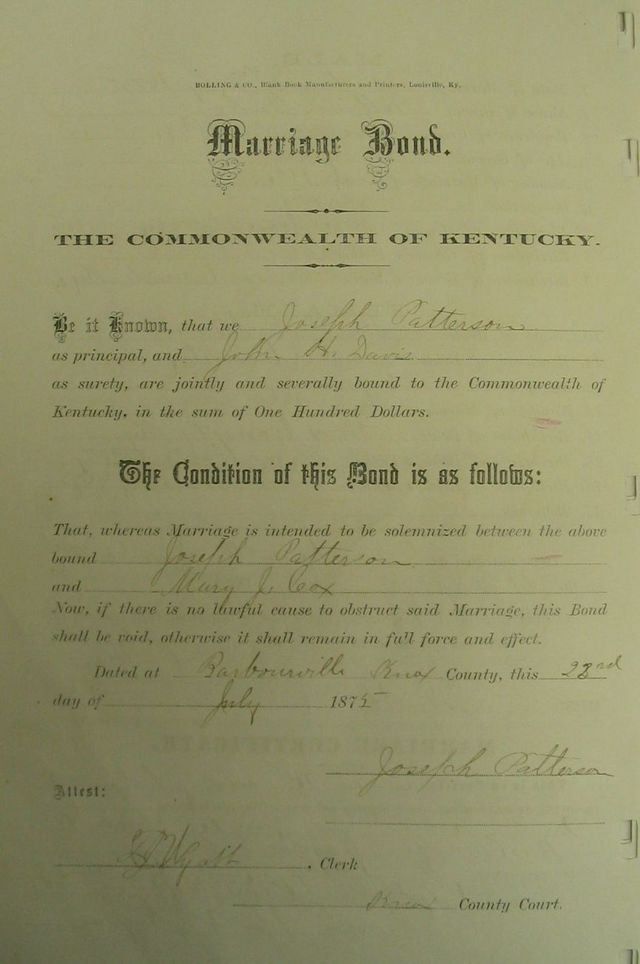 BOLLING & CO., Blank Book Manufacturers and Printers, Louisville, Ky.
Marriage Bond.
THE COMMONWEALTH OF KENTUCKY.
Be it Known, that we Joseph Patterson
as principal, and John H. Davis
as surety, are jointly and severally bound to the Commonwealth of
Kentucky, in the sum of One Hundred Dollars.
The Condition of this Bond is as follows:
That, whereas Marriage is intended to be solemnized between the above
bound Joseph Patterson
and Mary J. Cox
Now, if there is no lawful cause to obstruct said Marriage, this Bond
shall be void, otherwise it shall remain in full force and effect.
Dated at Barbourville Knox County, this 23rd
day of July 1875
Joseph Patterson
Attest:
Wyatt, Clerk
Knox County Court.